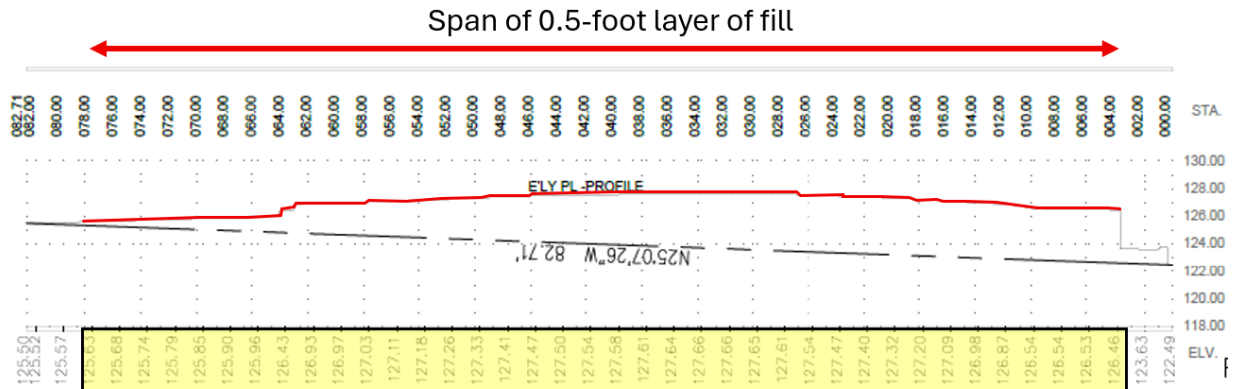 Span of 0.5-foot layer of fill
082.71 082.00 080.00 078.00 076.00 074.00 072.00 070.00 068.00 066.00 064.00 062.00 060.00 058.00 056.00 054.00 052.00 050.00 048.00 046.00 044.00 042.00 040.00 038.00 036.00 034.00 032.00 030.00 028.00 026.00 024.00 022.00 020.00 018.00 016.00 014.00 012.00 010.00 008.00 006.00 004.00 002.00 000.00 STA.
130.00
E'LY PL -PROFILE 128.00
126.00
124.00
N25°07'26"W 82.71'
122.00
120.00
118.00
125.50 125.52 125.57 125.63 125.68 125.74 125.79 125.85 125.90 125.96 126.43 126.93 126.97 127.03 127.11 127.18 127.26 127.33 127.41 127.47 127.50 127.54 127.58 127.61 127.64 127.66 127.66 127.65 127.61 127.54 127.47 127.40 127.32 127.20 127.09 126.98 126.87 126.54 126.54 126.53 126.46 123.63 122.49 ELV.